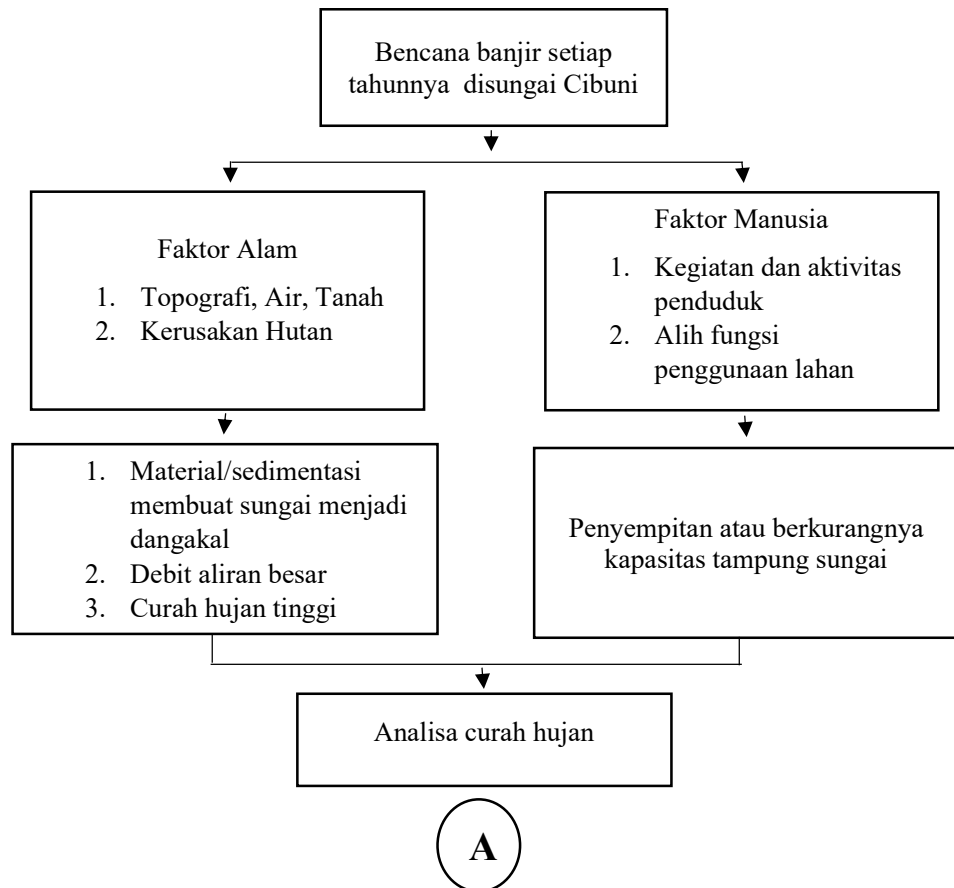 Bencana banjir setiap
tahunnya disungai Cibuni
Faktor Alam
1. Topografi, Air, Tanah
2. Kerusakan Hutan
Faktor Manusia
1. Kegiatan dan aktivitas
penduduk
2. Alih fungsi
penggunaan lahan
1. Material/sedimentasi
membuat sungai menjadi
dangakal
2. Debit aliran besar
3. Curah hujan tinggi
Penyempitan atau berkurangnya
kapasitas tampung sungai
Analisa curah hujan
A